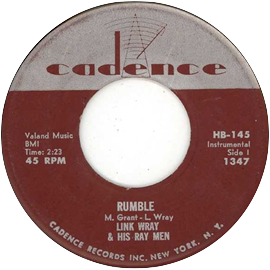 cadence
Valand Music
BMI
Time: 2:23
45 RPM
HB-145
Instrumental
Side I
1347
RUMBLE
M. Grant - L. Wray
LINK WRAY
& HIS RAY MEN
CADENCE RECORDS INC. NEW YORK, N. Y.